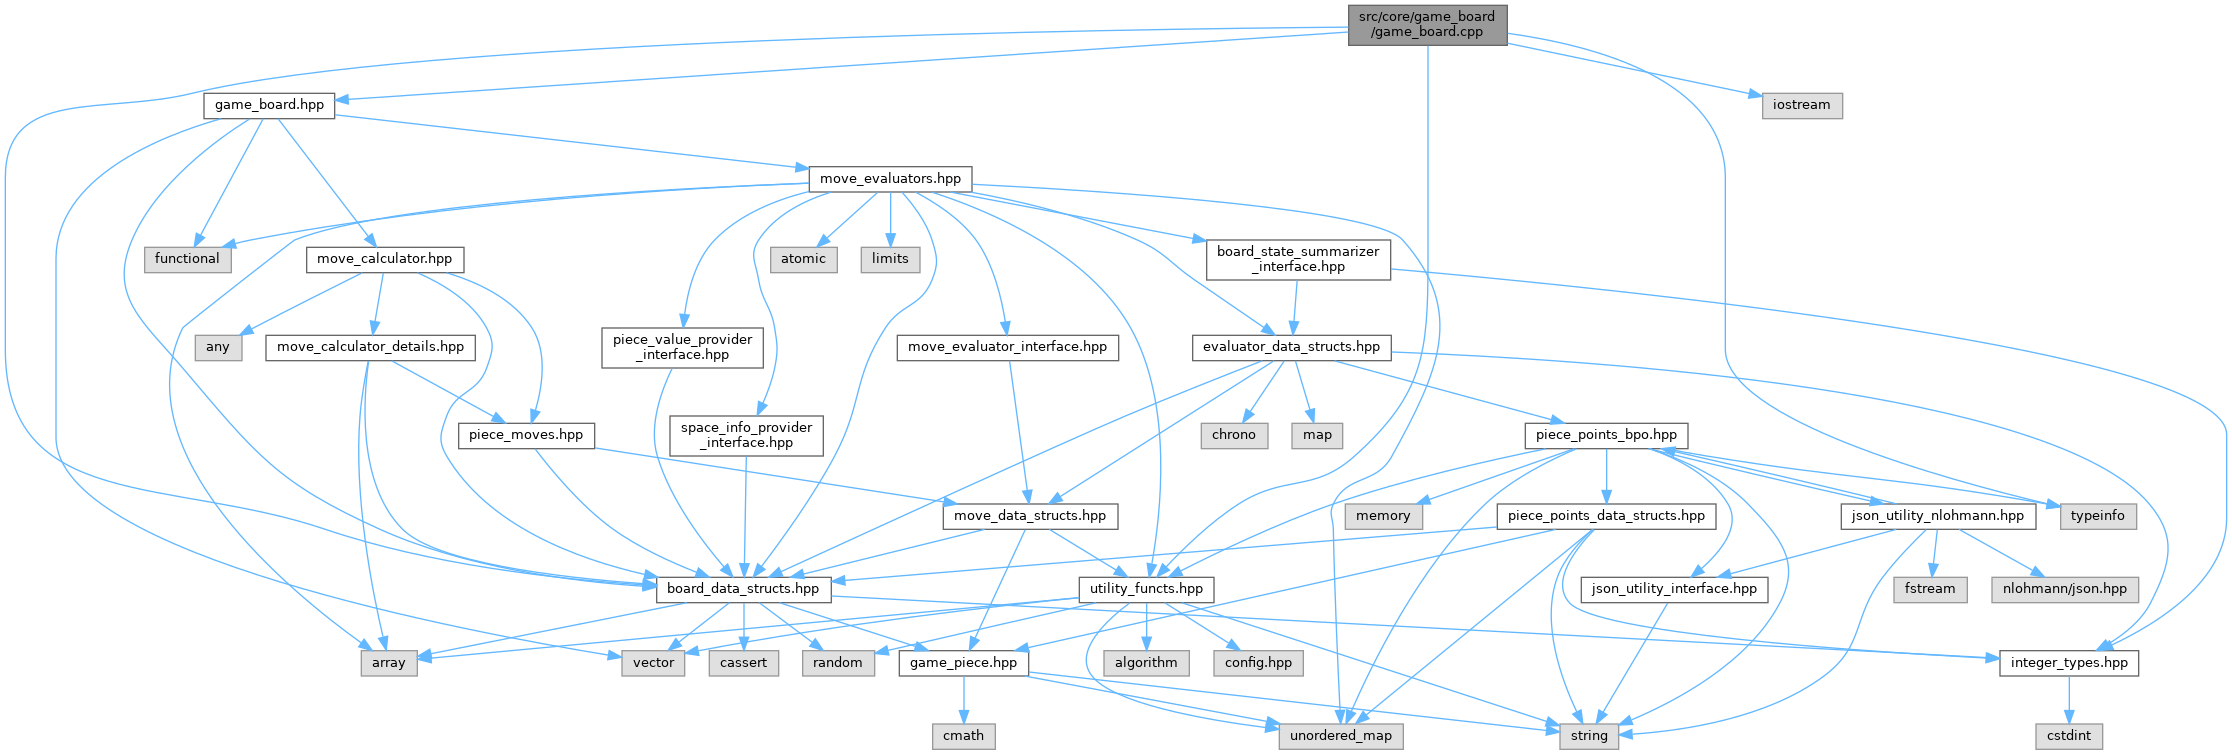 src/core/game_board
/game_board.cpp
game_board.hpp
iostream
move_evaluators.hpp
functional
move_calculator.hpp
atomic
limits
board_state_summarizer
_interface.hpp
any
move_calculator_details.hpp
piece_value_provider
_interface.hpp
move_evaluator_interface.hpp
evaluator_data_structs.hpp
piece_moves.hpp
space_info_provider
_interface.hpp
chrono
map
piece_points_bpo.hpp
move_data_structs.hpp
memory
piece_points_data_structs.hpp
json_utility_nlohmann.hpp
typeinfo
board_data_structs.hpp
utility_functs.hpp
json_utility_interface.hpp
fstream
nlohmann/json.hpp
array
vector
cassert
random
game_piece.hpp
algorithm
config.hpp
integer_types.hpp
cmath
unordered_map
string
cstdint